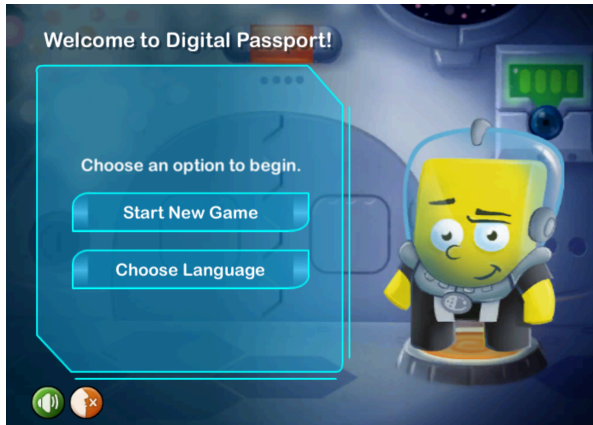 Welcome to Digital Passport!
Choose an option to begin.
Start New Game
Choose Language